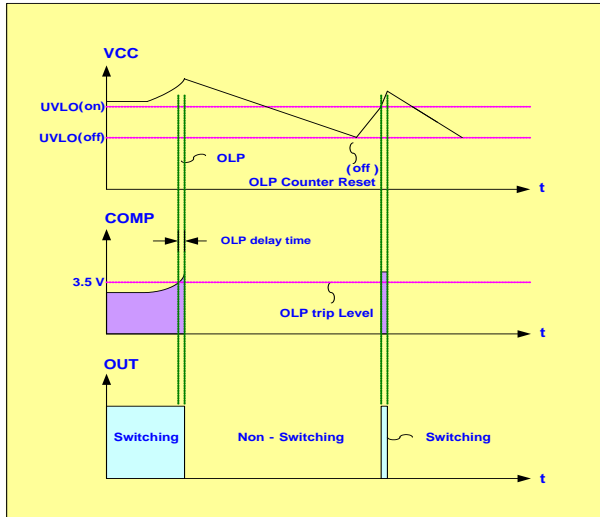 VCC
UVLO(on)
UVLO(off)
OLP
(off )
OLP Counter Reset
t
COMP
OLP delay time
3.5 V
OLP trip Level
t
OUT
Switching
Non - Switching
Switching
t